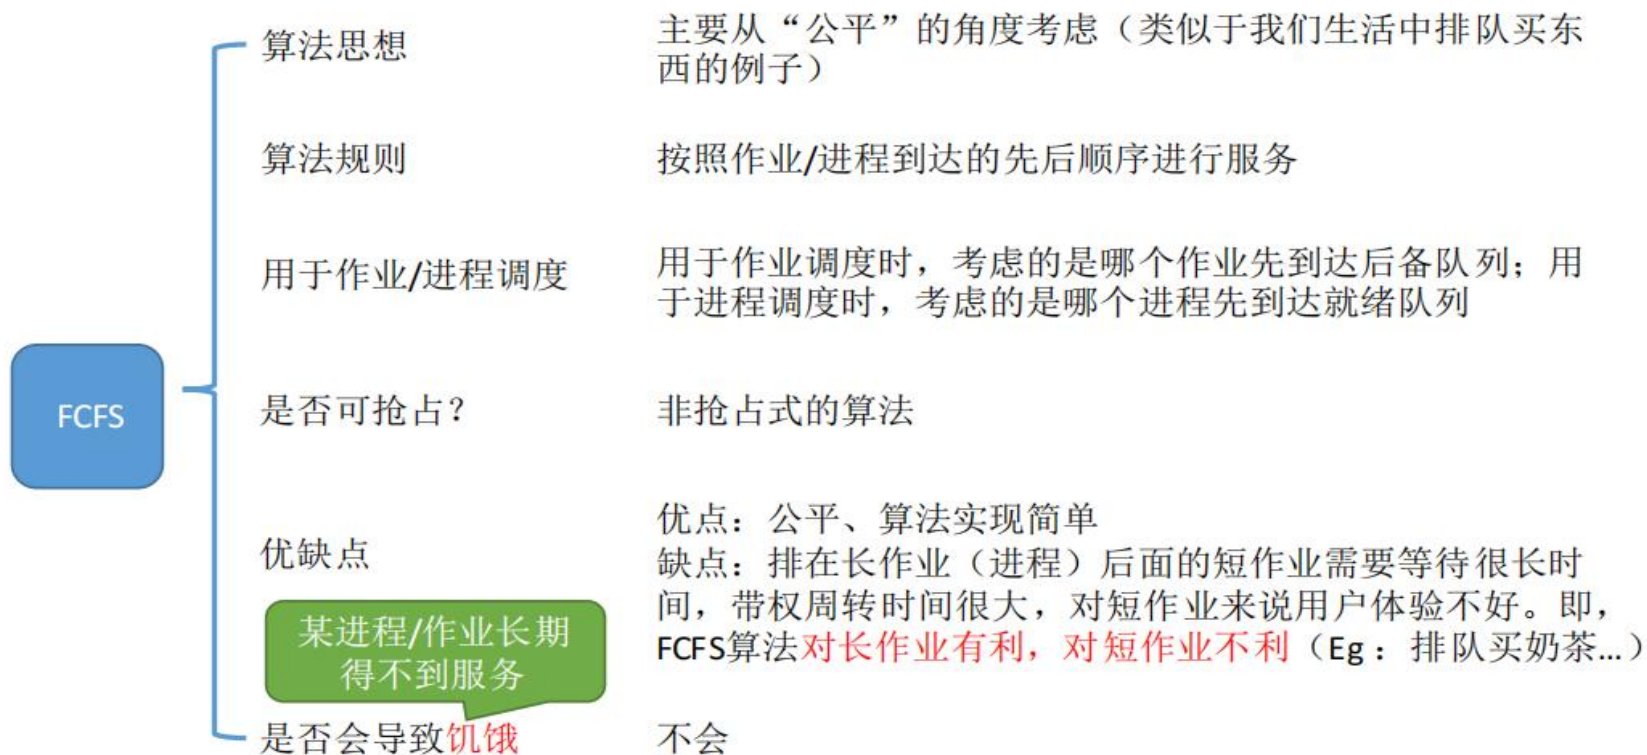 FCFS
算法思想
主要从“公平”的角度考虑（类似于我们生活中排队买东
西的例子）
算法规则
按照作业/进程到达的先后顺序进行服务
用于作业/进程调度
用于作业调度时，考虑的是哪个作业先到达后备队列；用
于进程调度时，考虑的是哪个进程先到达就绪队列
是否可抢占？
非抢占式的算法
优缺点
优点：公平、算法实现简单
缺点：排在长作业（进程）后面的短作业需要等待很长时
间，带权周转时间很大，对短作业来说用户体验不好。即，
FCFS算法对长作业有利，对短作业不利（Eg：排队买奶茶…）
某进程/作业长期
得不到服务
是否会导致饥饿
不会